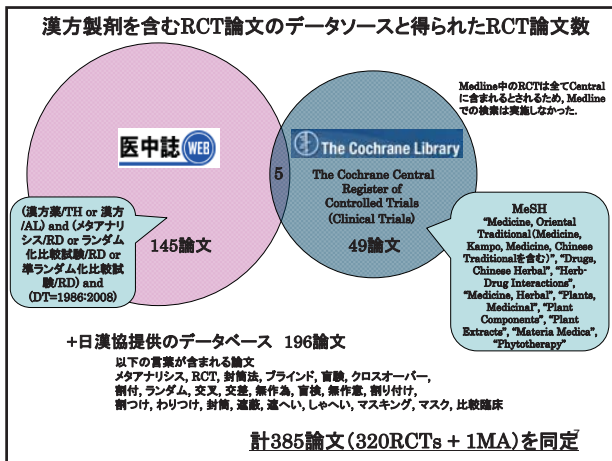 漢方製剤を含むRCT論文のデータソースと得られたRCT論文数
Medline中のRCTは全てCentral
に含まれるとされるため, Medline
での検索は実施しなかった.
医中誌 WEB
5
The Cochrane Library
The Cochrane Central
Register of
Controlled Trials
(Clinical Trials)
(漢方薬/TH or 漢方
/AL) and (メタアナリ
シス/RD or ランダム
化比較試験/RD or
準ランダム化比較試
験/RD) and
(DT=1986:2008)
145論文
49論文
MeSH
“Medicine, Oriental
Traditional(Medicine,
Kampo, Medicine, Chinese
Traditionalを含む)”, “Drugs,
Chinese Herbal”, “Herb-
Drug Interactions”,
“Medicine, Herbal”, “Plants,
Medicinal”, “Plant
Components”, “Plant
Extracts”, “Materia Medica”,
“Phytotherapy”
+日漢協提供のデータベース 196論文
以下の言葉が含まれる論文
メタアナリシス, RCT, 封筒法, ブラインド, 盲験, クロスオーバー,
割付, ランダム, 交叉, 交差, 無作為, 盲検, 無作意, 割り付け,
割つけ, わりつけ, 封筒, 遮蔽, 遮へい, しゃへい, マスキング, マスク, 比較臨床
計385論文(320RCTs + 1MA)を同定
7